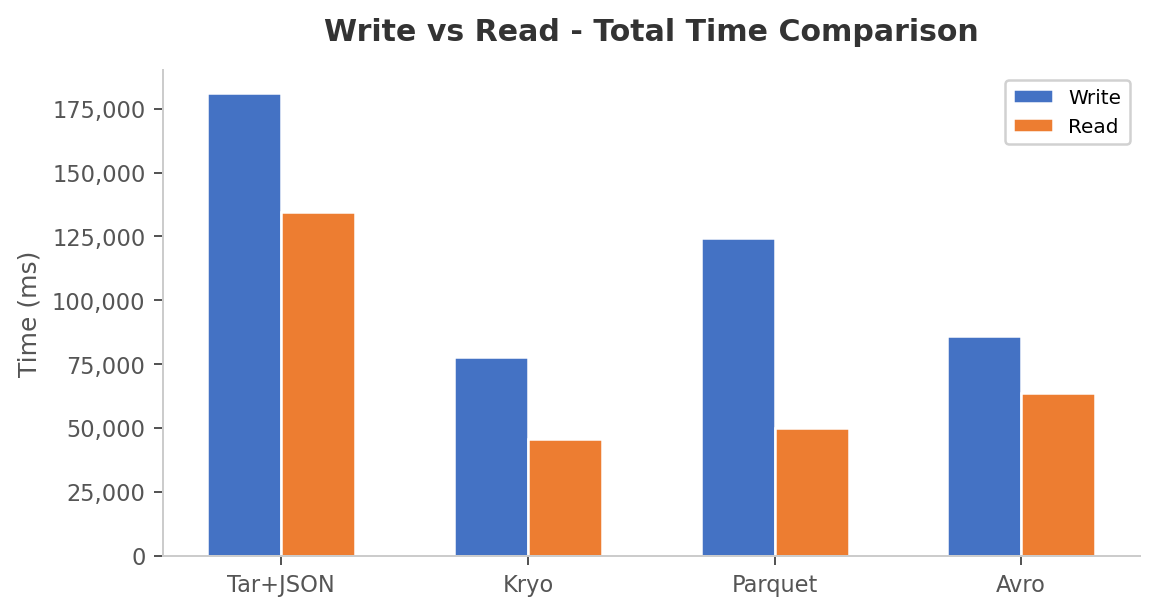 Write vs Read - Total Time Comparison
Write
Read
Time (ms)
175,000
150,000
125,000
100,000
75,000
50,000
25,000
0
Tar+JSON
Kryo
Parquet
Avro